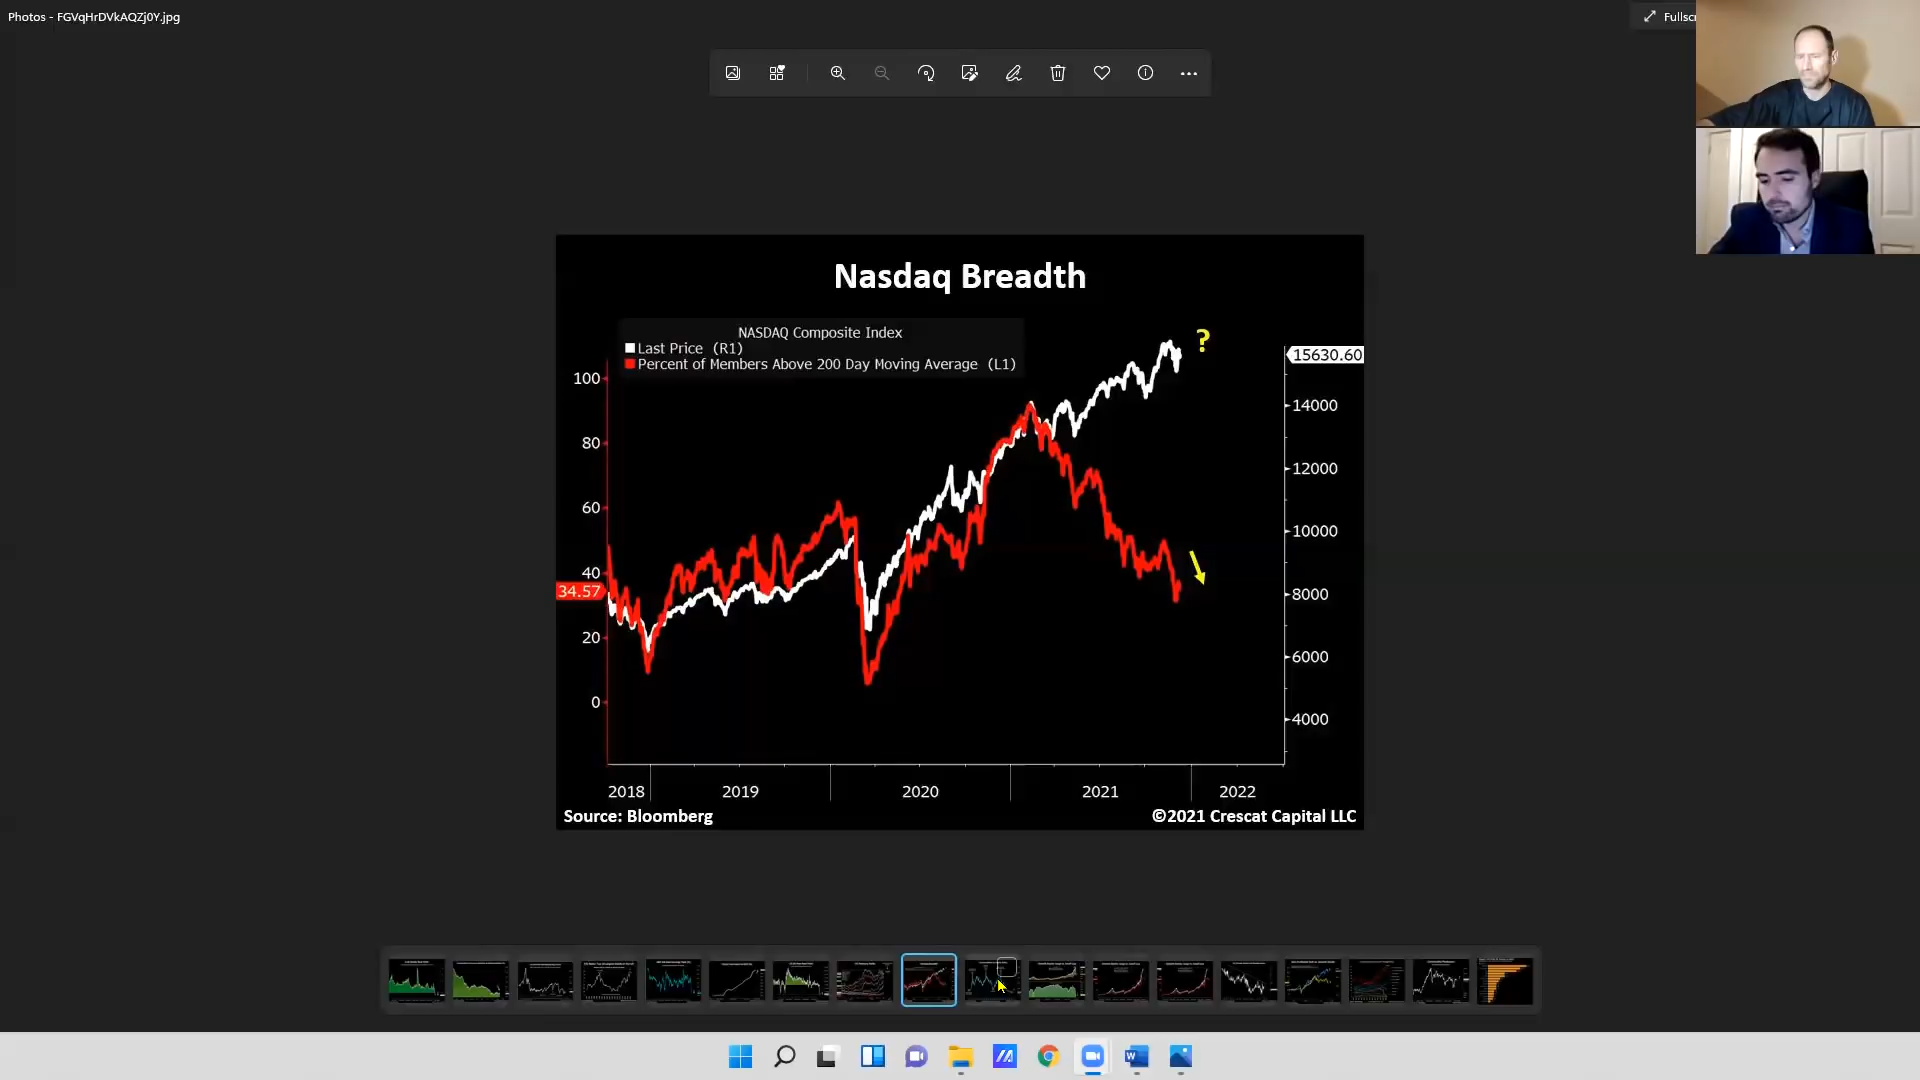 Photos - FGVqHrDVkAQZj0Y.jpg
Fullscr
Nasdaq Breadth
NASDAQ Composite Index
Last Price (R1)
Percent of Members Above 200 Day Moving Average (L1)
?
15630.60
100
80
60
40
34.57
20
0
14000
12000
10000
8000
6000
4000
2018
2019
2020
2021
2022
Source: Bloomberg
©2021 Crescat Capital LLC